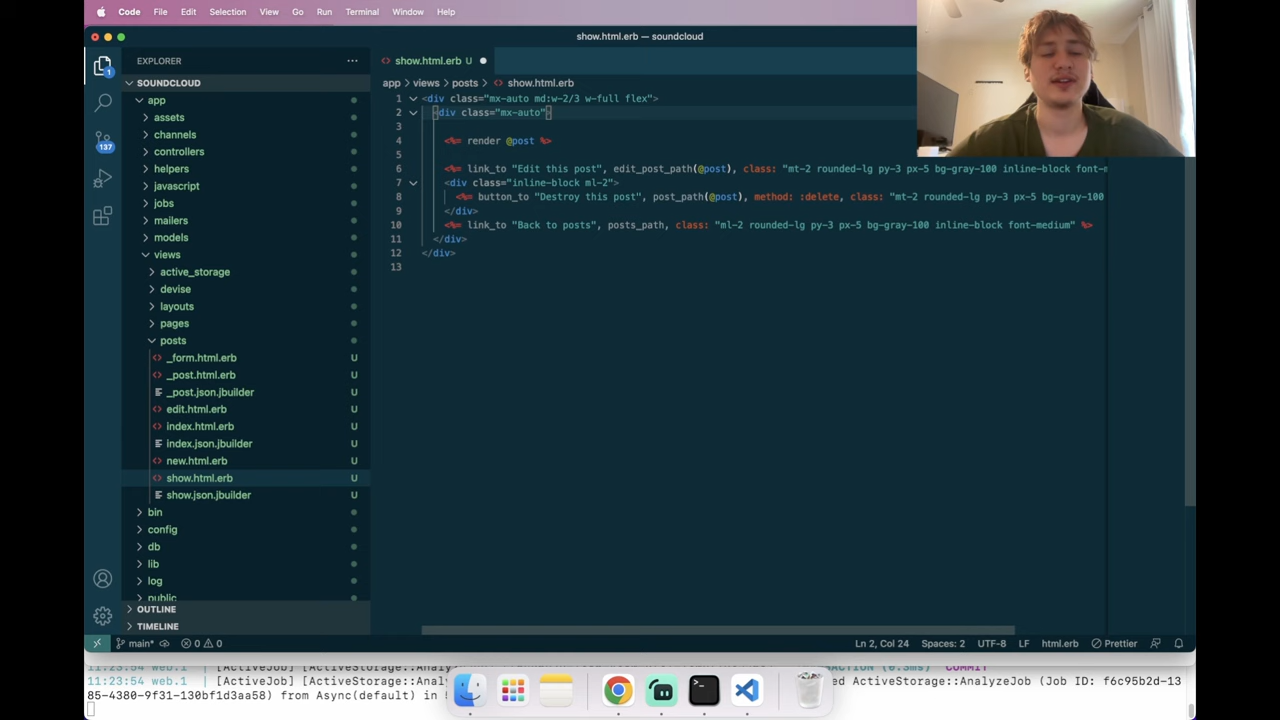 Code File Edit Selection View Go Run Terminal Window Help
show.html.erb — soundcloud
EXPLORER
show.html.erb U
SOUNDCLOUD
app > views > posts > show.html.erb
app
assets
channels
controllers
helpers
javascript
jobs
mailers
models
views
active_storage
devise
layouts
pages
posts
_form.html.erb U
_post.html.erb U
_post.json.jbuilder U
edit.html.erb U
index.html.erb U
index.json.jbuilder U
new.html.erb U
show.html.erb U
show.json.jbuilder U
bin
config
db
lib
log
public
OUTLINE
TIMELINE
1
137
1 <div class="mx-auto md:w-2/3 w-full flex">
2 <div class="mx-auto">
3
4 <%= render @post %>
5
6 <%= link_to "Edit this post", edit_post_path(@post), class: "mt-2 rounded-lg py-3 px-5 bg-gray-100 inline-block font-m
7 <div class="inline-block ml-2">
8 <%= button_to "Destroy this post", post_path(@post), method: :delete, class: "mt-2 rounded-lg py-3 px-5 bg-gray-100
9 </div>
10 <%= link_to "Back to posts", posts_path, class: "ml-2 rounded-lg py-3 px-5 bg-gray-100 inline-block font-medium" %>
11 </div>
12 </div>
13
main* 0 0 Ln 2, Col 24 Spaces: 2 UTF-8 LF html.erb Prettier
11:23:54 web.1 | [ActiveJob] [ActiveStorage::Analy (0.3ms) COMMIT
11:23:54 web.1 | [ActiveJob] [ActiveStorage::Analy ed ActiveStorage::AnalyzeJob (Job ID: f6c95b2d-13
85-4380-9f31-130bf1d3aa58) from Async(default) in